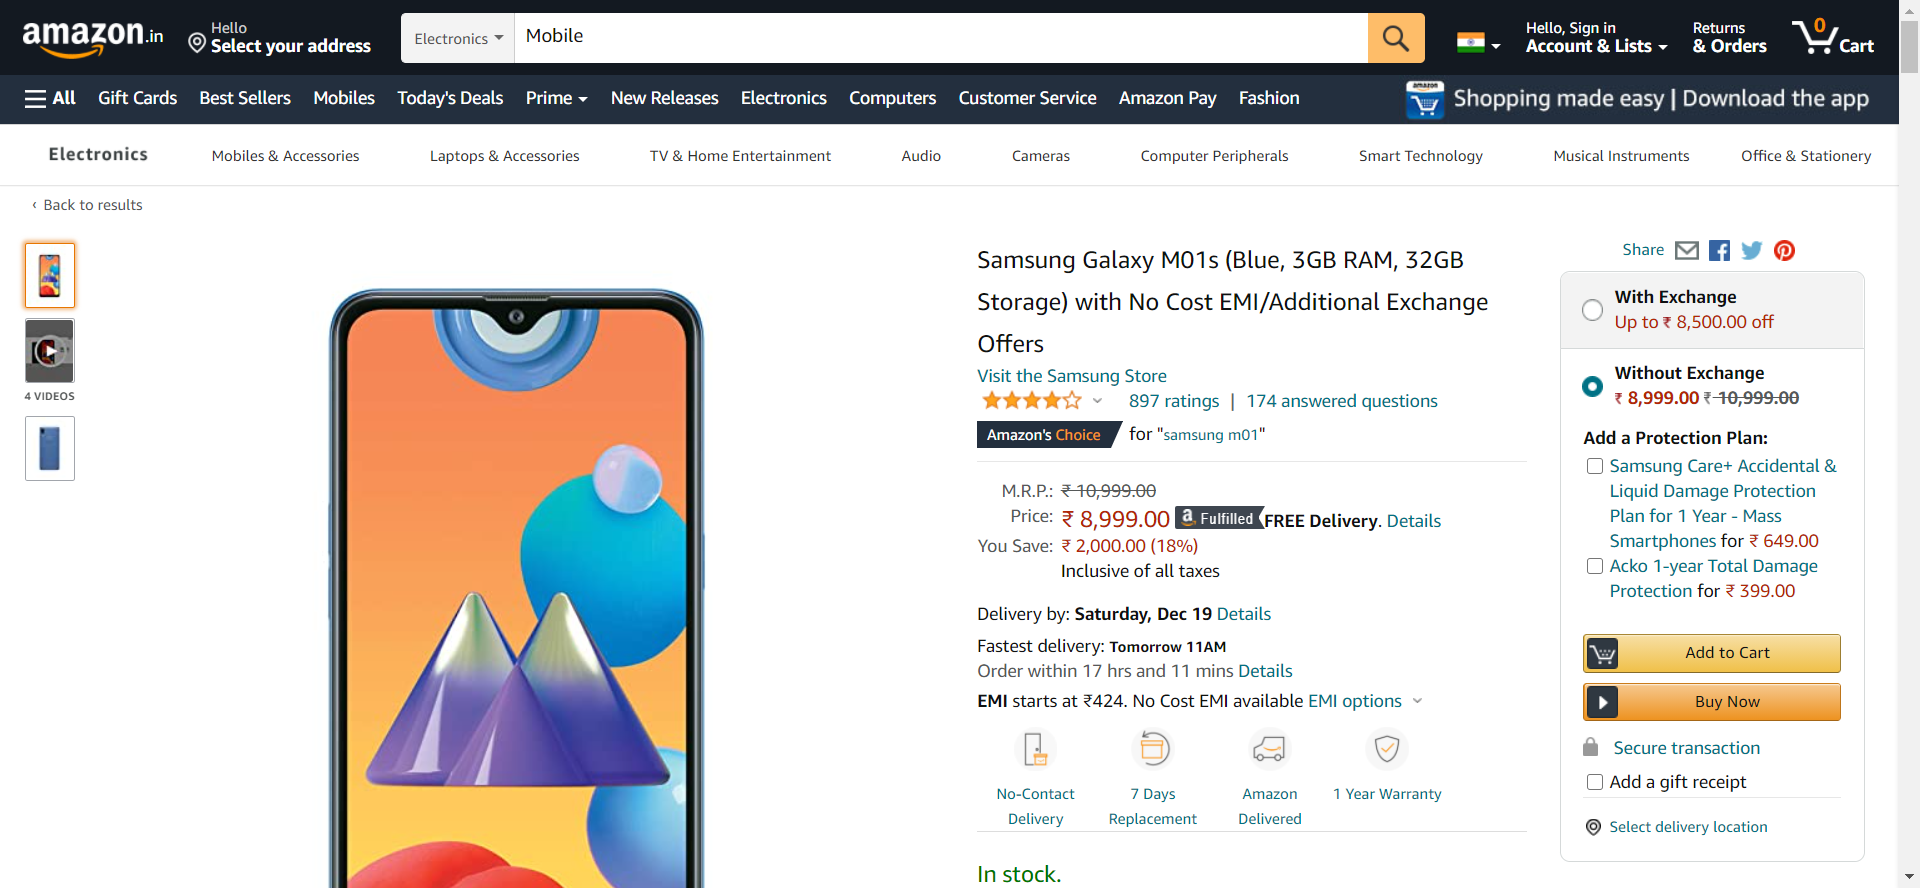 amazon.in
Hello
Select your address
Electronics
Mobile
Hello, Sign in
Account & Lists
Returns
& Orders
0
Cart
All
Gift Cards
Best Sellers
Mobiles
Today's Deals
Prime
New Releases
Electronics
Computers
Customer Service
Amazon Pay
Fashion
amazon
Shopping made easy | Download the app
Electronics
Mobiles & Accessories
Laptops & Accessories
TV & Home Entertainment
Audio
Cameras
Computer Peripherals
Smart Technology
Musical Instruments
Office & Stationery
‹ Back to results
4 VIDEOS
Samsung Galaxy M01s (Blue, 3GB RAM, 32GB
Storage) with No Cost EMI/Additional Exchange
Offers
Visit the Samsung Store
897 ratings | 174 answered questions
Amazon's Choice for "samsung m01"
M.R.P.: ₹ 10,999.00
Price: ₹ 8,999.00 a Fulfilled FREE Delivery. Details
You Save: ₹ 2,000.00 (18%)
Inclusive of all taxes
Delivery by: Saturday, Dec 19 Details
Fastest delivery: Tomorrow 11AM
Order within 17 hrs and 11 mins Details
EMI starts at ₹424. No Cost EMI available EMI options
No-Contact
Delivery
7 Days
Replacement
Amazon
Delivered
1 Year Warranty
In stock.
Share
With Exchange
Up to ₹ 8,500.00 off
Without Exchange
₹ 8,999.00 ₹ 10,999.00
Add a Protection Plan:
Samsung Care+ Accidental &
Liquid Damage Protection
Plan for 1 Year - Mass
Smartphones for ₹ 649.00
Acko 1-year Total Damage
Protection for ₹ 399.00
Add to Cart
Buy Now
Secure transaction
Add a gift receipt
Select delivery location